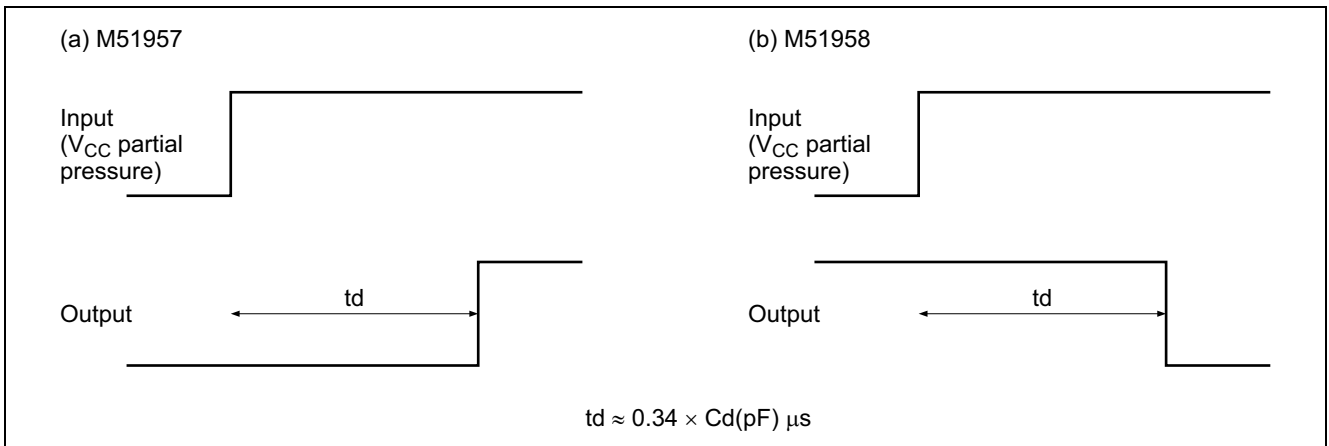 (a) M51957
Input
(VCC partial
pressure)
td
Output
(b) M51958
Input
(VCC partial
pressure)
td
Output
td ≈ 0.34 × Cd(pF) μs